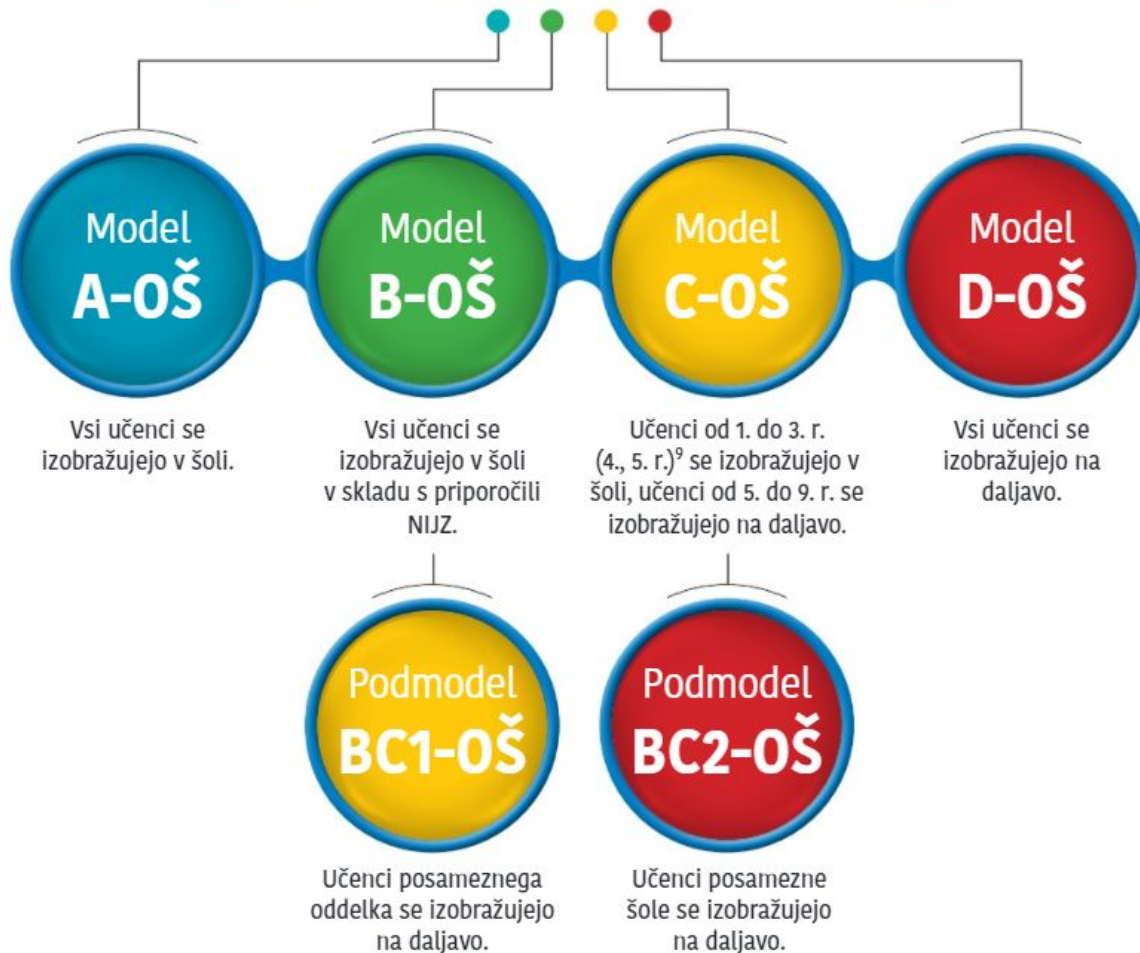 Model
A-OŠ
Vsi učenci se
izobražujejo v šoli.
Model
B-OŠ
Vsi učenci se
izobražujejo v šoli
v skladu s priporočili
NIJZ.
Model
C-OŠ
Učenci od 1. do 3. r.
(4., 5. r.)⁹ se izobražujejo v
šoli, učenci od 5. do 9. r. se
izobražujejo na daljavo.
Model
D-OŠ
Vsi učenci se
izobražujejo na
daljavo.
Podmodel
BC1-OŠ
Učenci posameznega
oddelka se izobražujejo
na daljavo.
Podmodel
BC2-OŠ
Učenci posamezne
šole se izobražujejo
na daljavo.